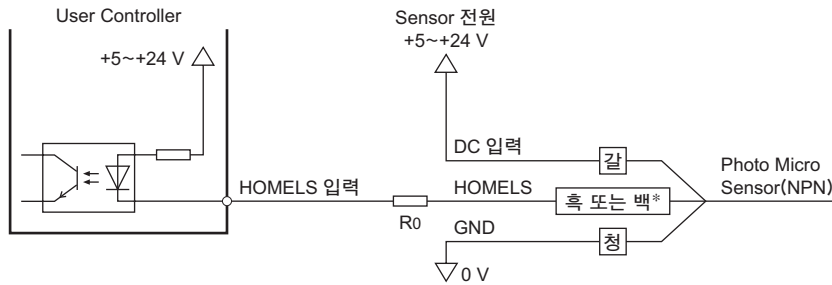 User Controller
Sensor 전원
+5~+24 V
+5~+24 V
DC 입력
갈
HOMELS 입력
HOMELS
흑 또는 백*
Photo Micro
Sensor(NPN)
R0
GND
청
0 V